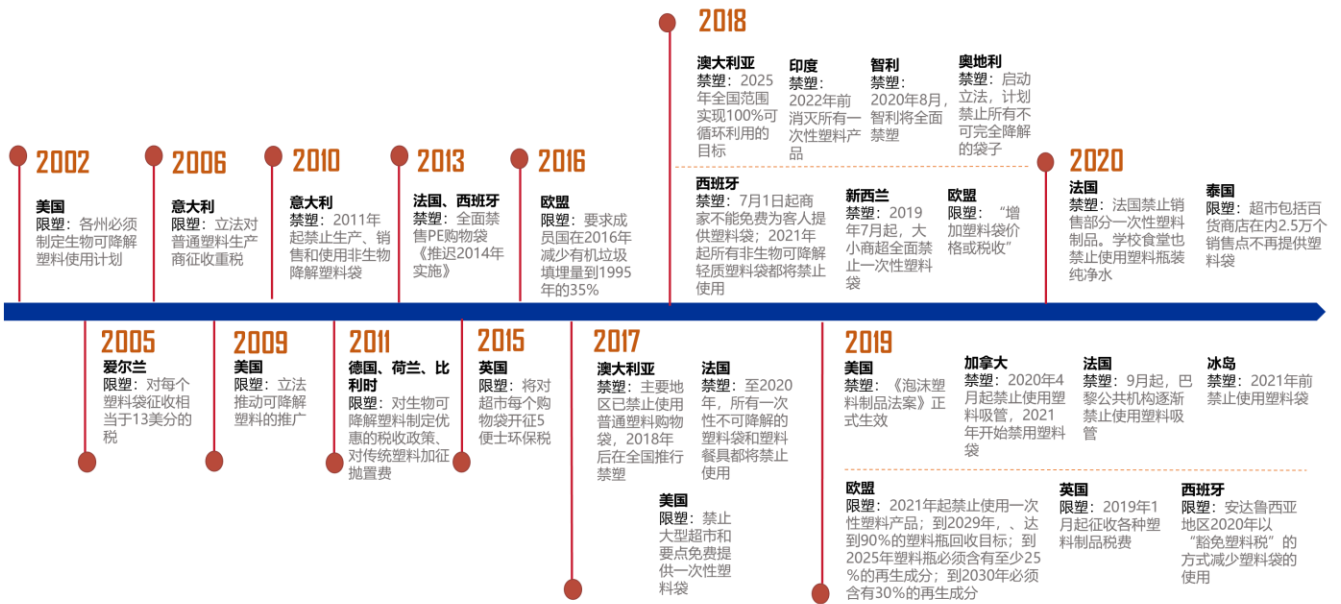 2018
澳大利亚
禁塑：2025
年全国范围
实现100%可
循环利用的
目标
印度
禁塑：
2022年前
消灭所有一
次性塑料产
品
智利
禁塑：
2020年8月，
智利将全面
禁塑
奥地利
禁塑：启动
立法，计划
禁止所有不
可完全降解
的袋子
西班牙
禁塑：7月1日起商
家不能免费为客人提
供塑料袋；2021年
起所有非生物可降解
轻质塑料袋都将禁止
使用
新西兰
禁塑：2019
年7月起，大
小商超全面禁
止一次性塑料
袋
欧盟
限塑：“增
加塑料袋价
格或税收”
2002
美国
限塑：各州必须
制定生物可降解
塑料使用计划
2006
意大利
限塑：立法对
普通塑料生产
商征收重税
2010
意大利
禁塑：2011年
起禁止生产、销
售和使用非生物
降解塑料袋
2013
法国、西班牙
禁塑：全面禁
售PE购物袋
《推迟2014年
实施》
2016
欧盟
限塑：要求成
员国在2016年
减少有机垃圾
填埋量到1995
年的35%
2020
法国
禁塑：法国禁止销
售部分一次性塑料
制品。学校食堂也
禁止使用塑料瓶装
纯净水
泰国
限塑：超市包括百
货商店在内2.5万个
销售点不再提供塑
料袋
2005
爱尔兰
限塑：对每个
塑料袋征收相
当于13美分的
税
2009
美国
限塑：立法
推动可降解
塑料的推广
2011
德国、荷兰、比
利时
限塑：对生物可
降解塑料制定优
惠的税收政策、
对传统塑料加征
抛置费
2015
英国
限塑：将对
超市每个购
物袋开征5
便士环保税
2017
澳大利亚
禁塑：主要地
区已禁止使用
普通塑料购物
袋，2018年
后在全国推行
禁塑
法国
禁塑：至2020
年，所有一次
性不可降解的
塑料袋和塑料
餐具都将禁止
使用
美国
限塑：禁止
大型超市和
要点免费提
供一次性塑
料袋
2019
美国
禁塑：《泡沫塑
料制品法案》正
式生效
加拿大
禁塑：2020年4
月起禁止使用塑
料吸管，2021
年开始禁用塑料
袋
法国
禁塑：9月起，巴
黎公共机构逐渐
禁止使用塑料吸
管
冰岛
禁塑：2021年前
禁止使用塑料袋
欧盟
限塑：2021年起禁止使用一次
性塑料产品；到2029年，、达
到90%的塑料瓶回收目标；到
2025年塑料瓶必须含有至少25
%的再生成分；到2030年必须
含有30%的再生成分
英国
限塑：2019年1
月起征收各种塑
料制品税费
西班牙
限塑：安达鲁西亚
地区2020年以
“豁免塑料税”的
方式减少塑料袋的
使用